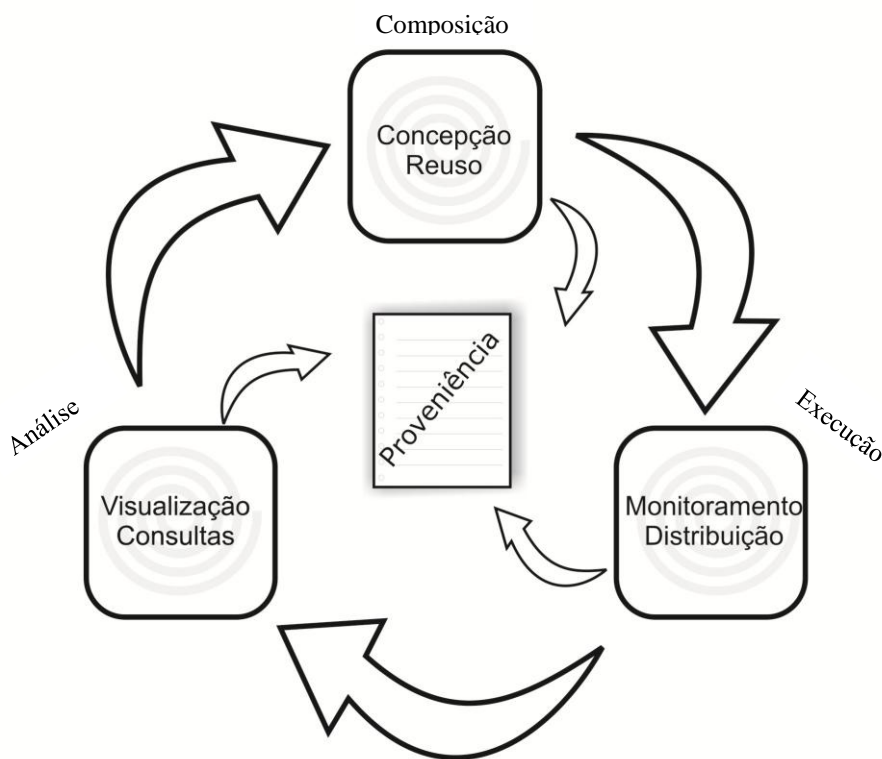 Composição
Concepção
Reuso
Proveniência
Análise
Execução
Visualização
Consultas
Monitoramento
Distribuição